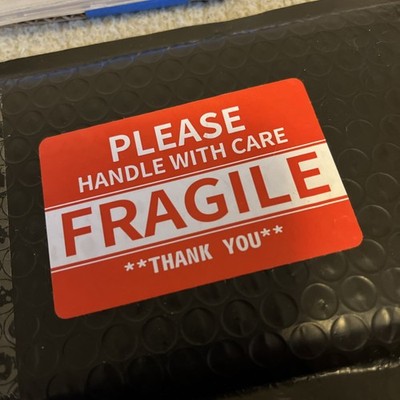 PLEASE
HANDLE WITH CARE
FRAGILE
**THANK YOU**